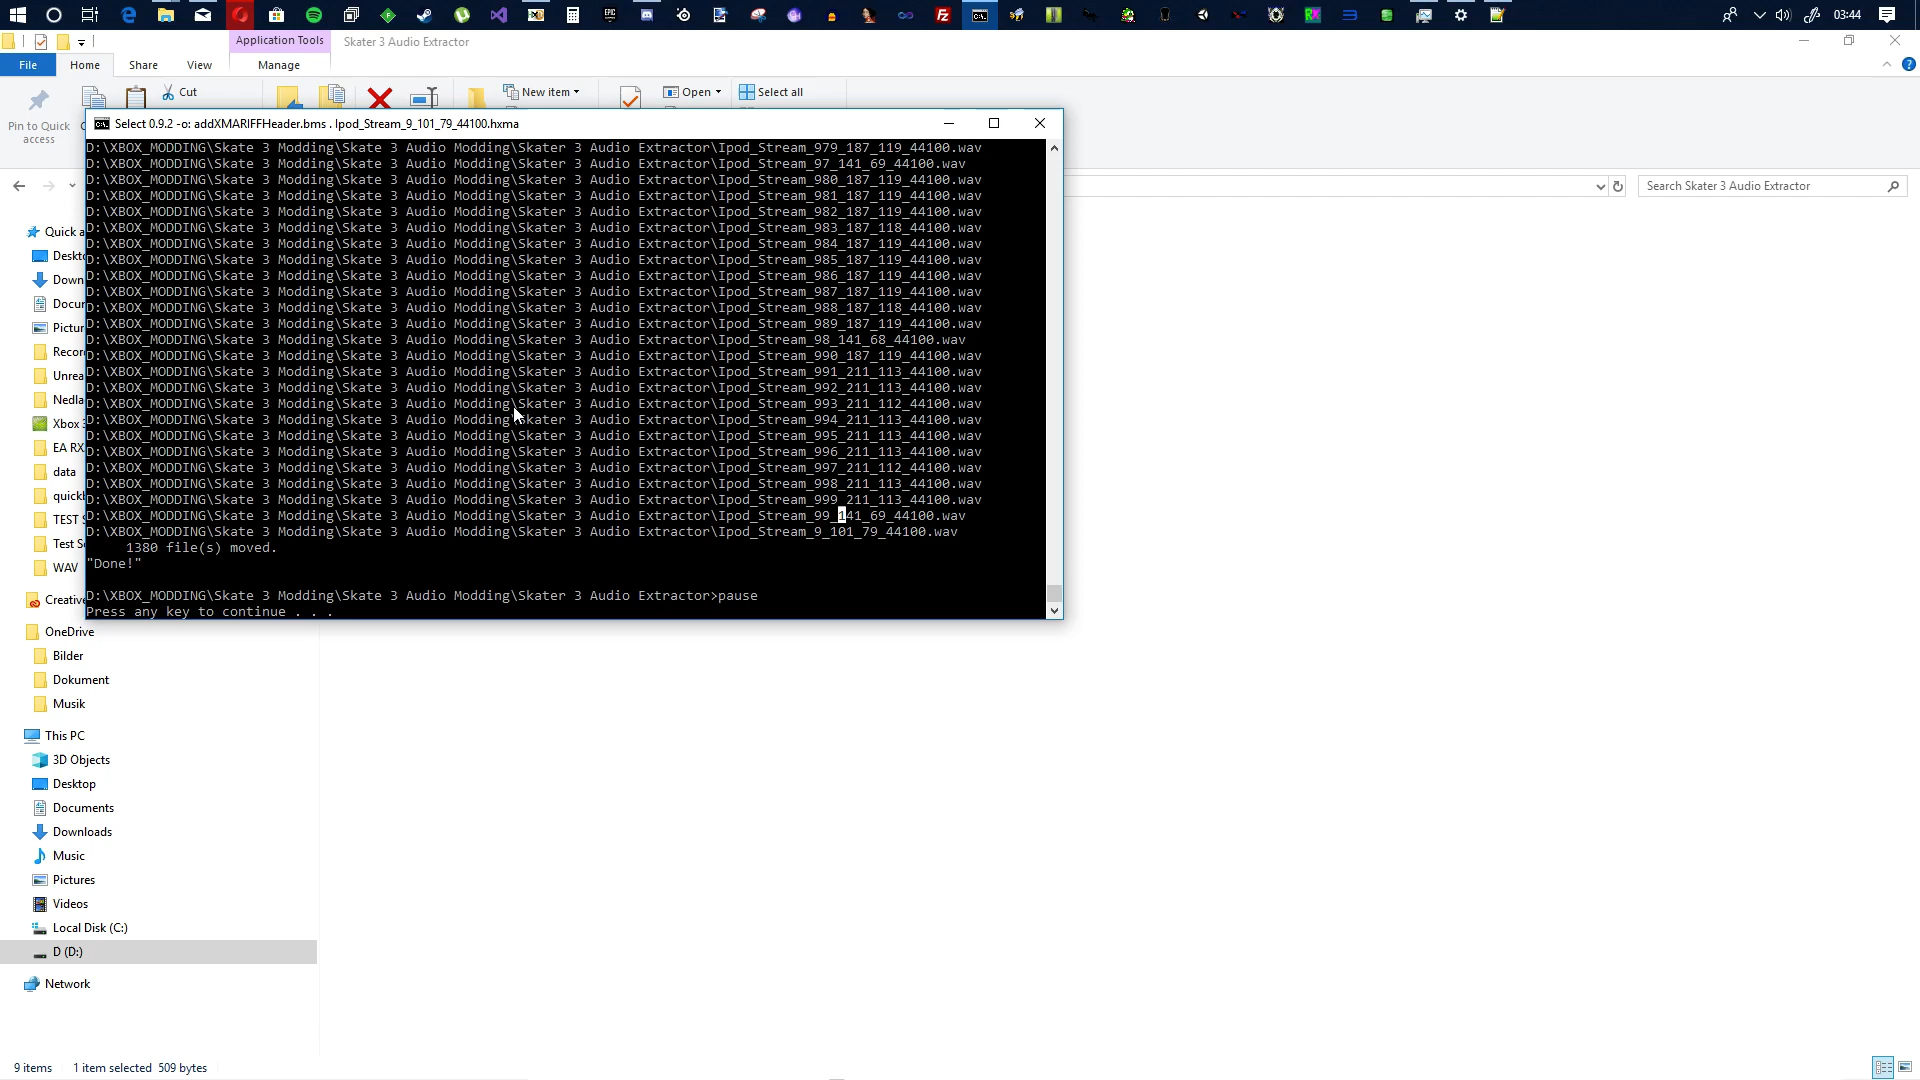 03:44
Application Tools
Skater 3 Audio Extractor
File
Home
Share
View
Manage
Cut
New item
Open
Select all
Pin to Quick
access
Select 0.9.2 -o: addXMARIFFHeader.bms . Ipod_Stream_9_101_79_44100.hxma
Search Skater 3 Audio Extractor
D:\XBOX_MODDING\Skate 3 Modding\Skate 3 Audio Modding\Skater 3 Audio Extractor\Ipod_Stream_979_187_119_44100.wav
D:\XBOX_MODDING\Skate 3 Modding\Skate 3 Audio Modding\Skater 3 Audio Extractor\Ipod_Stream_97_141_69_44100.wav
D:\XBOX_MODDING\Skate 3 Modding\Skate 3 Audio Modding\Skater 3 Audio Extractor\Ipod_Stream_980_187_119_44100.wav
D:\XBOX_MODDING\Skate 3 Modding\Skate 3 Audio Modding\Skater 3 Audio Extractor\Ipod_Stream_981_187_119_44100.wav
D:\XBOX_MODDING\Skate 3 Modding\Skate 3 Audio Modding\Skater 3 Audio Extractor\Ipod_Stream_982_187_119_44100.wav
D:\XBOX_MODDING\Skate 3 Modding\Skate 3 Audio Modding\Skater 3 Audio Extractor\Ipod_Stream_983_187_118_44100.wav
D:\XBOX_MODDING\Skate 3 Modding\Skate 3 Audio Modding\Skater 3 Audio Extractor\Ipod_Stream_984_187_119_44100.wav
D:\XBOX_MODDING\Skate 3 Modding\Skate 3 Audio Modding\Skater 3 Audio Extractor\Ipod_Stream_985_187_119_44100.wav
D:\XBOX_MODDING\Skate 3 Modding\Skate 3 Audio Modding\Skater 3 Audio Extractor\Ipod_Stream_986_187_119_44100.wav
D:\XBOX_MODDING\Skate 3 Modding\Skate 3 Audio Modding\Skater 3 Audio Extractor\Ipod_Stream_987_187_119_44100.wav
D:\XBOX_MODDING\Skate 3 Modding\Skate 3 Audio Modding\Skater 3 Audio Extractor\Ipod_Stream_988_187_118_44100.wav
D:\XBOX_MODDING\Skate 3 Modding\Skate 3 Audio Modding\Skater 3 Audio Extractor\Ipod_Stream_989_187_119_44100.wav
D:\XBOX_MODDING\Skate 3 Modding\Skate 3 Audio Modding\Skater 3 Audio Extractor\Ipod_Stream_98_141_68_44100.wav
D:\XBOX_MODDING\Skate 3 Modding\Skate 3 Audio Modding\Skater 3 Audio Extractor\Ipod_Stream_990_187_119_44100.wav
D:\XBOX_MODDING\Skate 3 Modding\Skate 3 Audio Modding\Skater 3 Audio Extractor\Ipod_Stream_991_211_113_44100.wav
D:\XBOX_MODDING\Skate 3 Modding\Skate 3 Audio Modding\Skater 3 Audio Extractor\Ipod_Stream_992_211_113_44100.wav
D:\XBOX_MODDING\Skate 3 Modding\Skate 3 Audio Modding\Skater 3 Audio Extractor\Ipod_Stream_993_211_112_44100.wav
D:\XBOX_MODDING\Skate 3 Modding\Skate 3 Audio Modding\Skater 3 Audio Extractor\Ipod_Stream_994_211_113_44100.wav
D:\XBOX_MODDING\Skate 3 Modding\Skate 3 Audio Modding\Skater 3 Audio Extractor\Ipod_Stream_995_211_113_44100.wav
D:\XBOX_MODDING\Skate 3 Modding\Skate 3 Audio Modding\Skater 3 Audio Extractor\Ipod_Stream_996_211_113_44100.wav
D:\XBOX_MODDING\Skate 3 Modding\Skate 3 Audio Modding\Skater 3 Audio Extractor\Ipod_Stream_997_211_112_44100.wav
D:\XBOX_MODDING\Skate 3 Modding\Skate 3 Audio Modding\Skater 3 Audio Extractor\Ipod_Stream_998_211_113_44100.wav
D:\XBOX_MODDING\Skate 3 Modding\Skate 3 Audio Modding\Skater 3 Audio Extractor\Ipod_Stream_999_211_113_44100.wav
D:\XBOX_MODDING\Skate 3 Modding\Skate 3 Audio Modding\Skater 3 Audio Extractor\Ipod_Stream_99_141_69_44100.wav
D:\XBOX_MODDING\Skate 3 Modding\Skate 3 Audio Modding\Skater 3 Audio Extractor\Ipod_Stream_9_101_79_44100.wav
1380 file(s) moved.
"Done!"
D:\XBOX_MODDING\Skate 3 Modding\Skate 3 Audio Modding\Skater 3 Audio Extractor>pause
Press any key to continue . . .
Quick a
Deskt
Down
Docur
Pictur
Recor
Unrea
Nedla
Xbox 3
EA RX
data
quickb
TEST S
Test S
WAV
Creative
OneDrive
Bilder
Dokument
Musik
This PC
3D Objects
Desktop
Documents
Downloads
Music
Pictures
Videos
Local Disk (C:)
D (D:)
Network
9 items
1 item selected 509 bytes